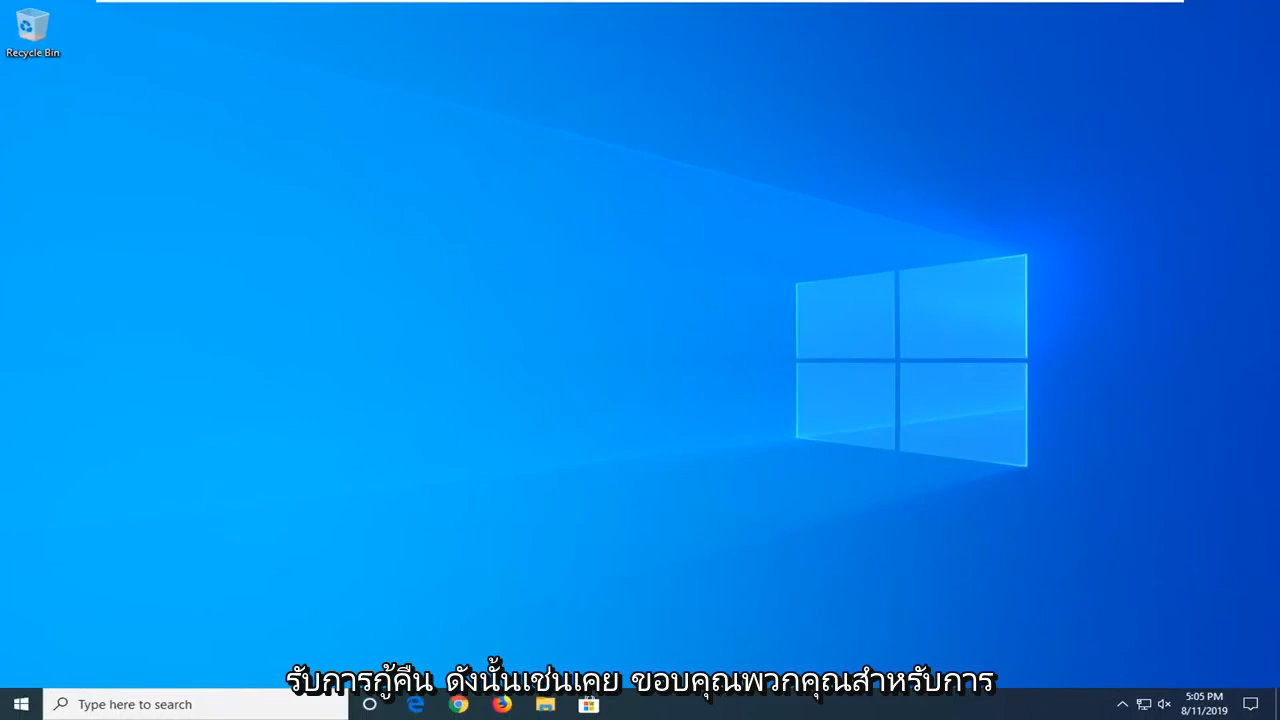 Recycle Bin
รับการกู้คืน ดังนั้นเช่นเคย ขอบคุณพวกคุณสำหรับการ
Type here to search
5:05 PM
8/11/2019